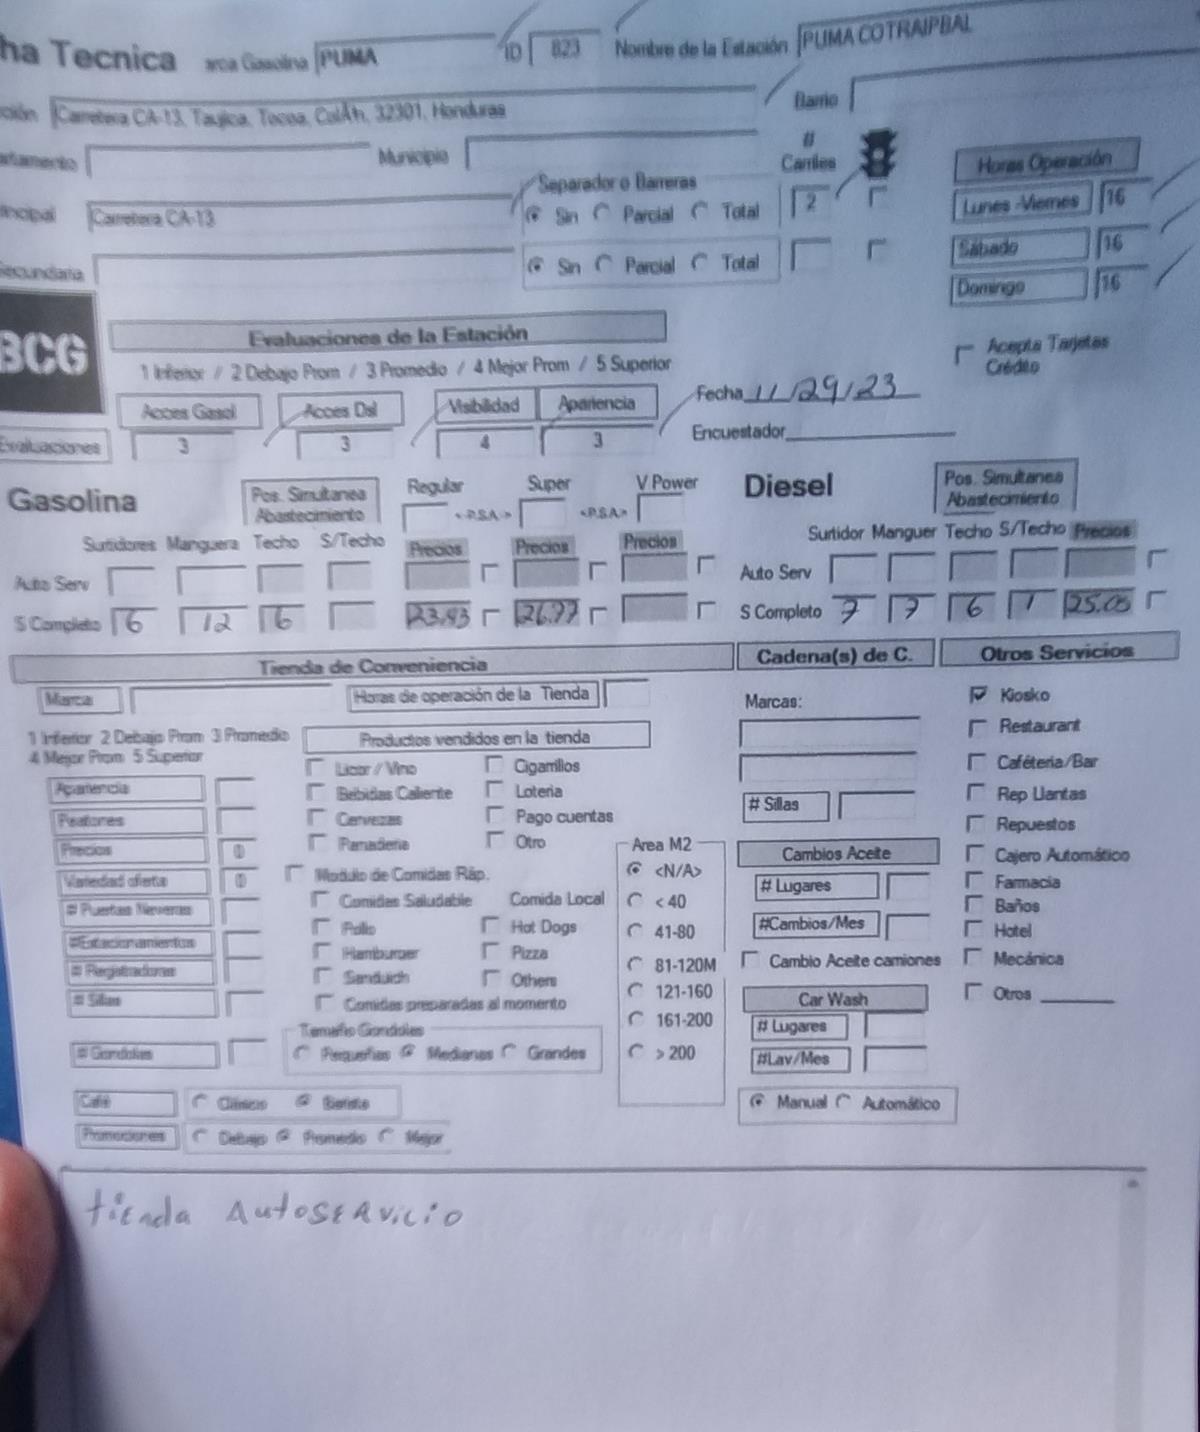 ha Tecnica arca Gasolina PUMA ID 823 Nombre de la Estación PUMA COTRAIPBAL
ción Carretera CA-13, Taujica, Tocoa, ColÃh, 32301, Honduras Barrio
artamento Municipio # Carriles
Separador o Barreras Horas Operación
incipal Carretera CA-13 Sin Parcial Total 2 Lunes -Viernes 16
Sábado 16
Secundaria Sin Parcial Total
Domingo 16
BCG Evaluaciones de la Estación
1 Inferior / 2 Debajo Prom / 3 Promedio / 4 Mejor Prom / 5 Superior Acepta Tarjetas Crédito
Acces Gasol Acces Dsl Visibilidad Apariencia Fecha 11/29/23
Evaluaciones 3 3 4 3 Encuestador
Gasolina Pos. Simultanea Abastecimiento Regular Super V Power Diesel Pos. Simultanea Abastecimiento
<-P.S.A.-> <P.S.A>
Surtidores Manguera Techo S/Techo Precios Precios Precios Surtidor Manguer Techo S/Techo Precios
Auto Serv Auto Serv
S Completo 6 12 6 23.93 26.77 S Completo 7 7 6 1 25.05
Tienda de Conveniencia Cadena(s) de C. Otros Servicios
Marca Horas de operación de la Tienda Marcas: Kiosko
1 Inferior 2 Debajo Prom 3 Promedio Productos vendidos en la tienda Restaurant
4 Mejor Prom 5 Superior
Licor / Vino Cigarrillos Caféteria/Bar
Apariencia Bebidas Caliente Loteria Rep Llantas
Peatones Cervezas Pago cuentas # Sillas Repuestos
Precios 0 Panaderia Otro Area M2 Cambios Aceite Cajero Automático
Variedad oferta 0 Modulo de Comidas Ráp. <N/A> # Lugares Farmacia
# Puertas Neveras Comidas Saludable Comida Local < 40 Baños
#Estacionamientos Pollo Hot Dogs 41-80 #Cambios/Mes Hotel
# Registradoras Hamburger Pizza 81-120M Cambio Aceite camiones Mecánica
# Sillas Sanduich Others 121-160 Car Wash Otros
Comidas preparadas al momento 161-200 # Lugares
Tamaño Gondolas
# Gondolas Pequeñas Medianas Grandes > 200 #Lav/Mes
Café Clásico Barista Manual Automático
Promociones Debajo Promedio Mejor
tienda AutoSERVicio